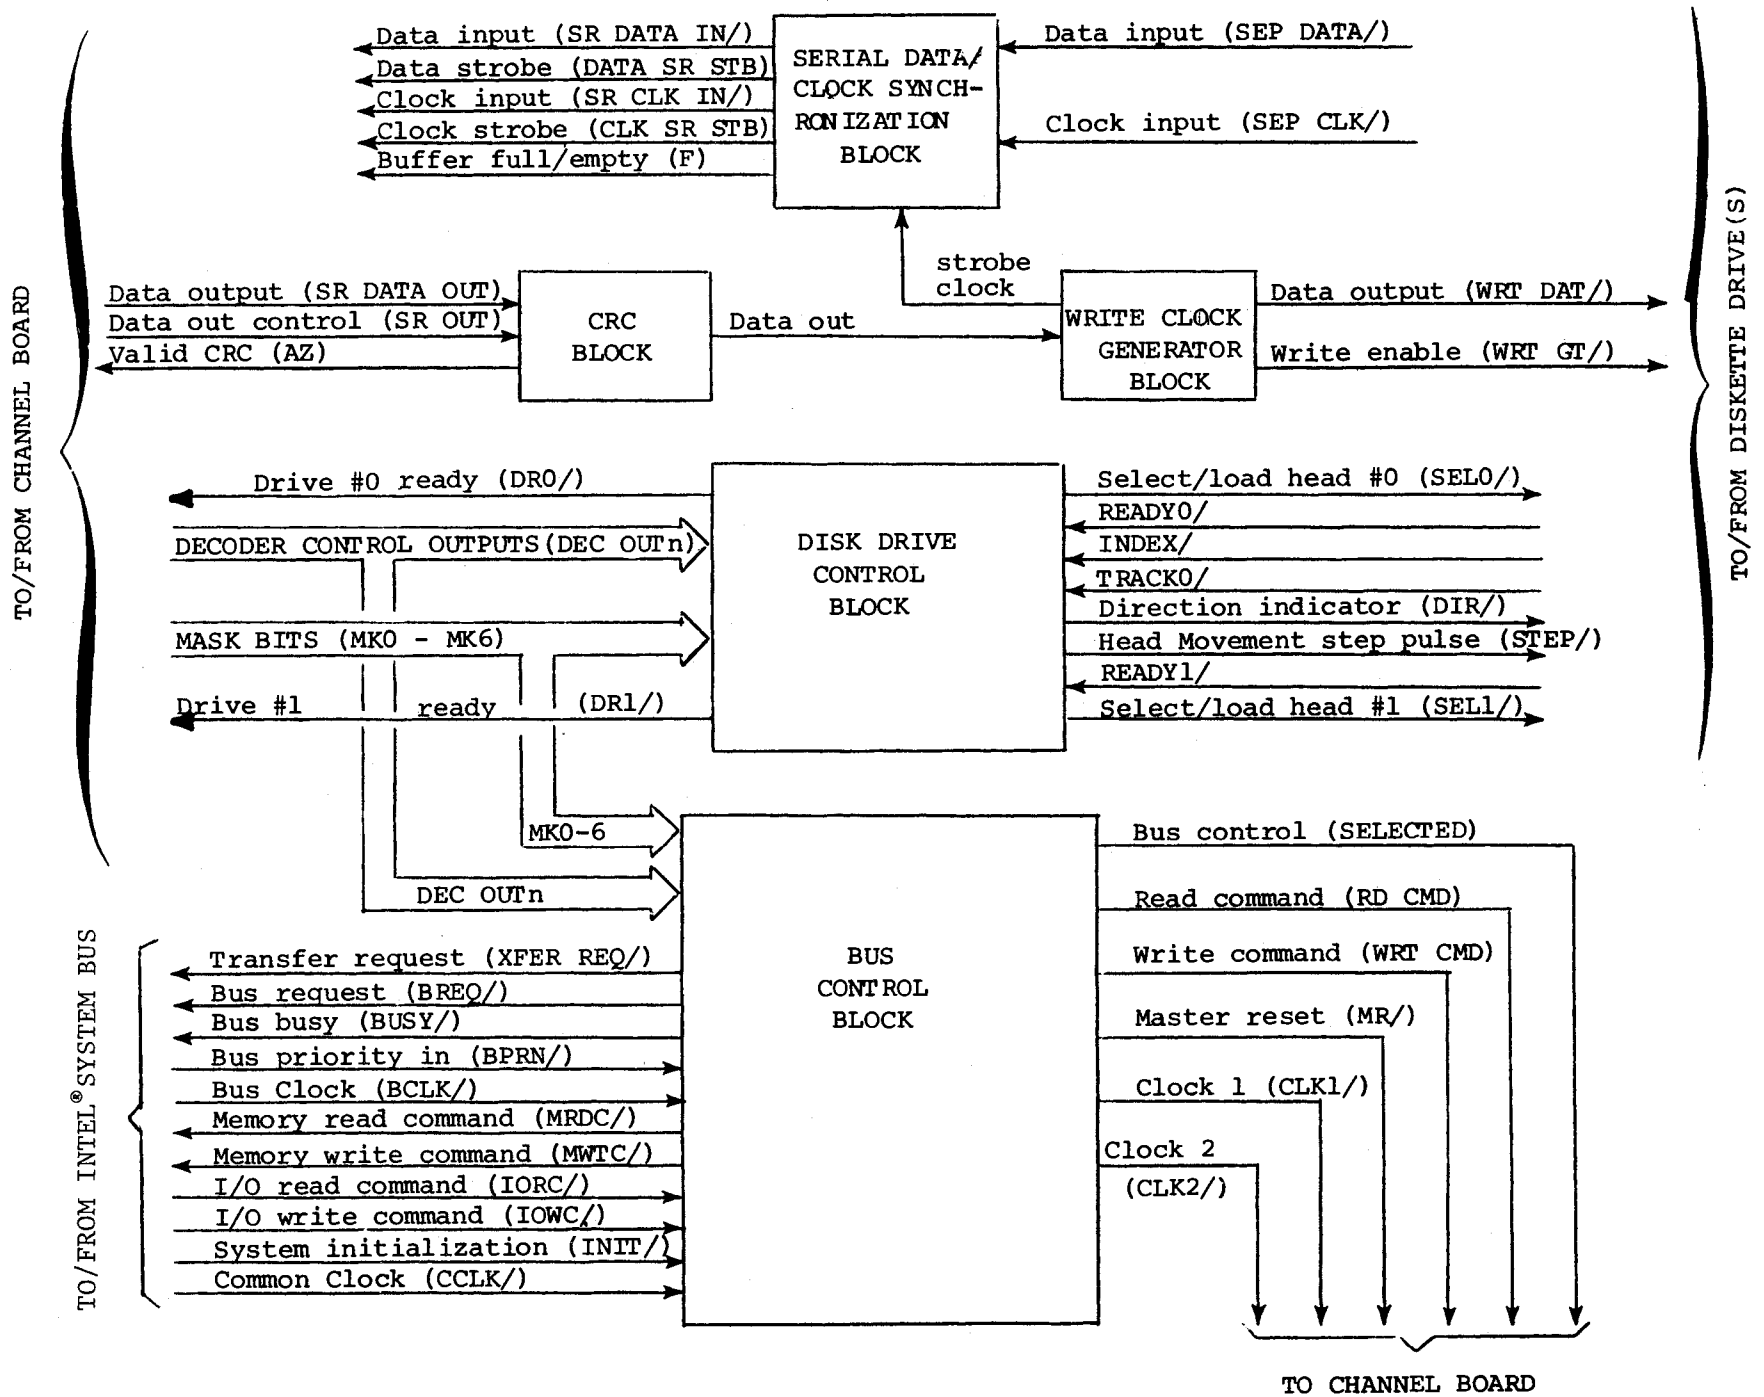 Data input (SR DATA IN/)
Data strobe (DATA SR STB)
Clock input (SR CLK IN/)
Clock strobe (CLK SR STB)
Buffer full/empty (F)
SERIAL DATA/
CLOCK SYNCH-
RONIZATION
BLOCK
Data input (SEP DATA/)
Clock input (SEP CLK/)
TO/FROM CHANNEL BOARD
TO/FROM DISKETTE DRIVE(S)
strobe
clock
Data output (SR DATA OUT)
Data out control (SR OUT)
Valid CRC (AZ)
CRC
BLOCK
Data out
WRITE CLOCK
GENERATOR
BLOCK
Data output (WRT DAT/)
Write enable (WRT GT/)
Drive #0 ready (DR0/)
DECODER CONTROL OUTPUTS(DEC OUTn)
MASK BITS (MK0 - MK6)
Drive #1 ready (DR1/)
DISK DRIVE
CONTROL
BLOCK
Select/load head #0 (SEL0/)
READY0/
INDEX/
TRACK0/
Direction indicator (DIR/)
Head Movement step pulse (STEP/)
READY1/
Select/load head #1 (SEL1/)
MK0-6
DEC OUTn
TO/FROM INTEL® SYSTEM BUS
Transfer request (XFER REQ/)
Bus request (BREQ/)
Bus busy (BUSY/)
Bus priority in (BPRN/)
Bus Clock (BCLK/)
Memory read command (MRDC/)
Memory write command (MWTC/)
I/O read command (IORC/)
I/O write command (IOWC/)
System initialization (INIT/)
Common Clock (CCLK/)
BUS
CONTROL
BLOCK
Bus control (SELECTED)
Read command (RD CMD)
Write command (WRT CMD)
Master reset (MR/)
Clock 1 (CLK1/)
Clock 2
(CLK2/)
TO CHANNEL BOARD